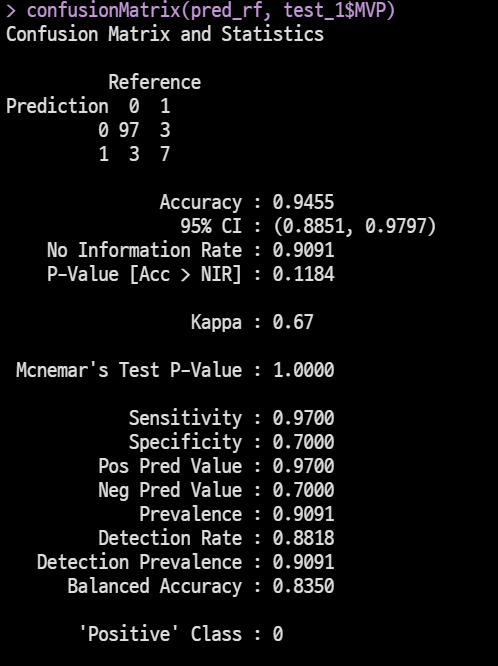 > confusionMatrix(pred_rf, test_1$MVP)
Confusion Matrix and Statistics
Reference
Prediction 0 1
0 97 3
1 3 7
Accuracy : 0.9455
95% CI : (0.8851, 0.9797)
No Information Rate : 0.9091
P-Value [Acc > NIR] : 0.1184
Kappa : 0.67
Mcnemar's Test P-Value : 1.0000
Sensitivity : 0.9700
Specificity : 0.7000
Pos Pred Value : 0.9700
Neg Pred Value : 0.7000
Prevalence : 0.9091
Detection Rate : 0.8818
Detection Prevalence : 0.9091
Balanced Accuracy : 0.8350
'Positive' Class : 0